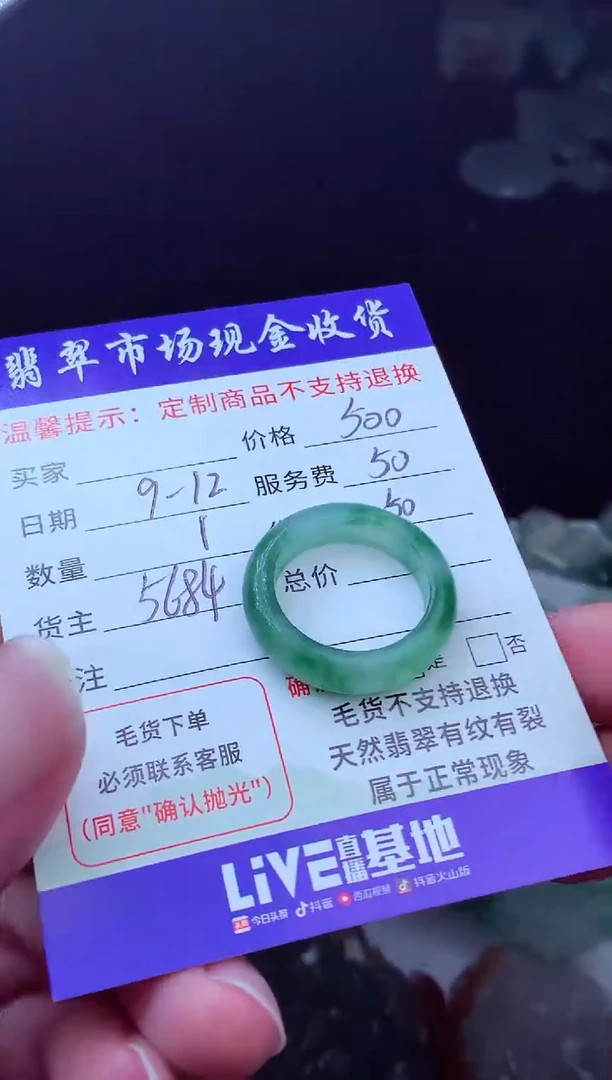 翡翠市场现金收货
温馨提示：定制商品不支持退换
买家
价格 500
日期 9-12
服务费 50
数量 1
50
货主 5684
总价
注
确
定
否
毛货下单
必须联系客服
（同意"确认抛光"）
毛货不支持退换
天然翡翠有纹有裂
属于正常现象
LiVE直播基地
头条 今日头条 抖音 西瓜视频 抖音火山版